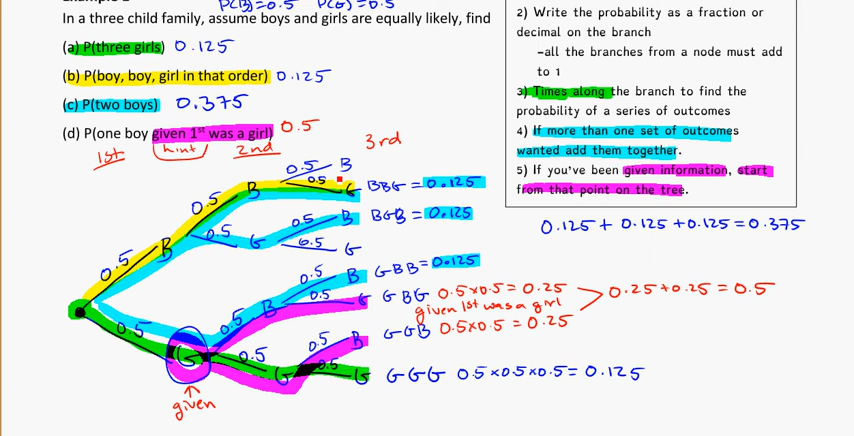 P(B)=0.5 P(G)=0.5
In a three child family, assume boys and girls are equally likely, find
(a) P(three girls) 0.125
(b) P(boy, boy, girl in that order) 0.125
(c) P(two boys) 0.375
(d) P(one boy given 1st was a girl) 0.5
hint
1st 2nd 3rd
2) Write the probability as a fraction or
decimal on the branch
-all the branches from a node must add
to 1
3) Times along the branch to find the
probability of a series of outcomes
4) If more than one set of outcomes
wanted add them together.
5) If you've been given information, start
from that point on the tree.
0.125 + 0.125 + 0.125 = 0.375
0.5 B
0.5 B 0.5 G BBG = 0.125
0.5 B 0.5 G 0.5 B BGB = 0.125
0.5 G
0.5 B GBB = 0.125
0.5 B 0.5 G GBG 0.5×0.5 = 0.25
given 1st was a girl
0.25 + 0.25 = 0.5
0.5 G 0.5 G 0.5 B GGB 0.5×0.5 = 0.25
0.5 G GGG 0.5×0.5×0.5 = 0.125
given